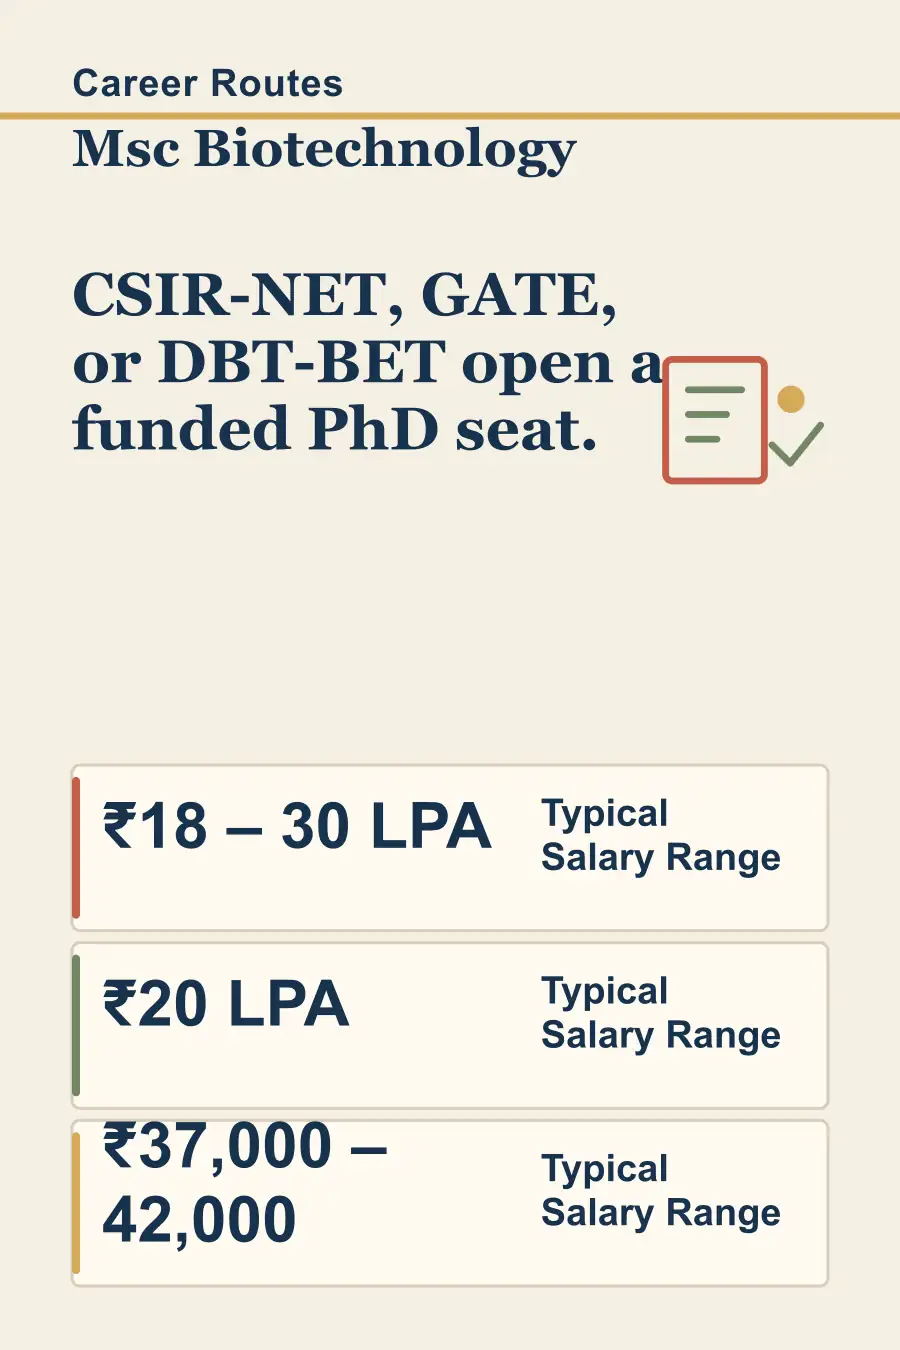 Career Routes
Msc Biotechnology
CSIR-NET, GATE,
or DBT-BET open a
funded PhD seat.
₹18 – 30 LPA
Typical
Salary Range
₹20 LPA
Typical
Salary Range
₹37,000 –
42,000
Typical
Salary Range